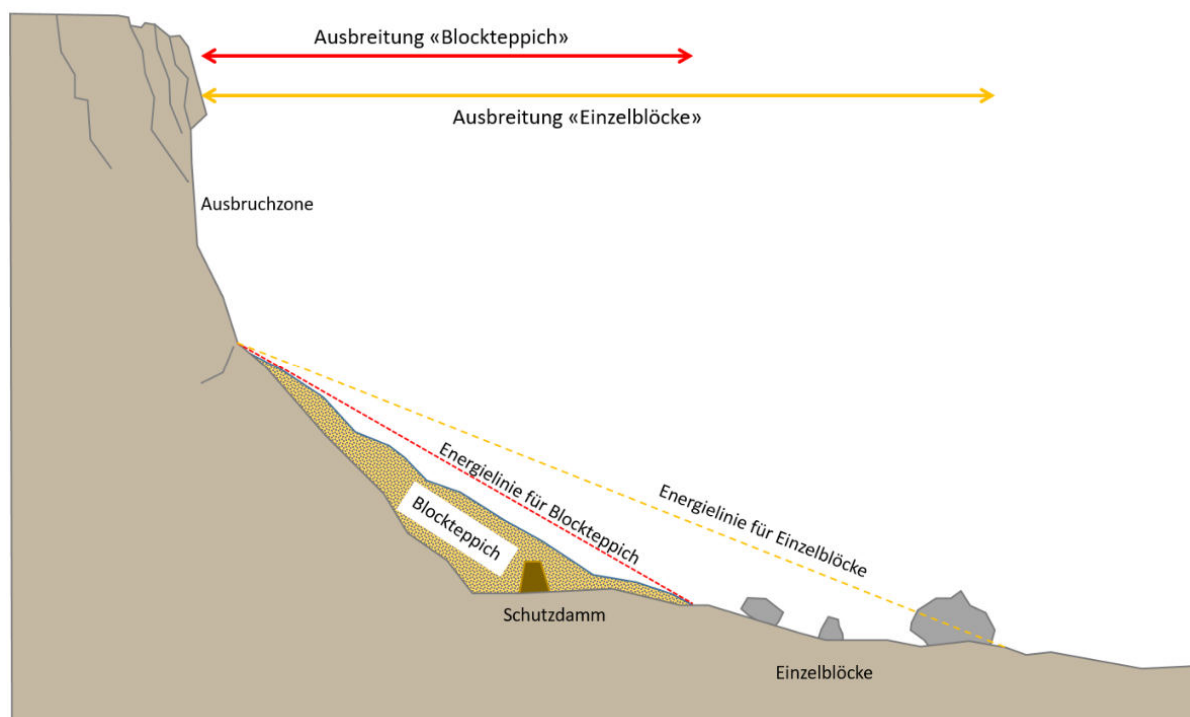 Ausbreitung «Blockteppich»
Ausbreitung «Einzelblöcke»
Ausbruchzone
Energielinie für Blockteppich
Energielinie für Einzelblöcke
Blockteppich
Schutzdamm
Einzelblöcke